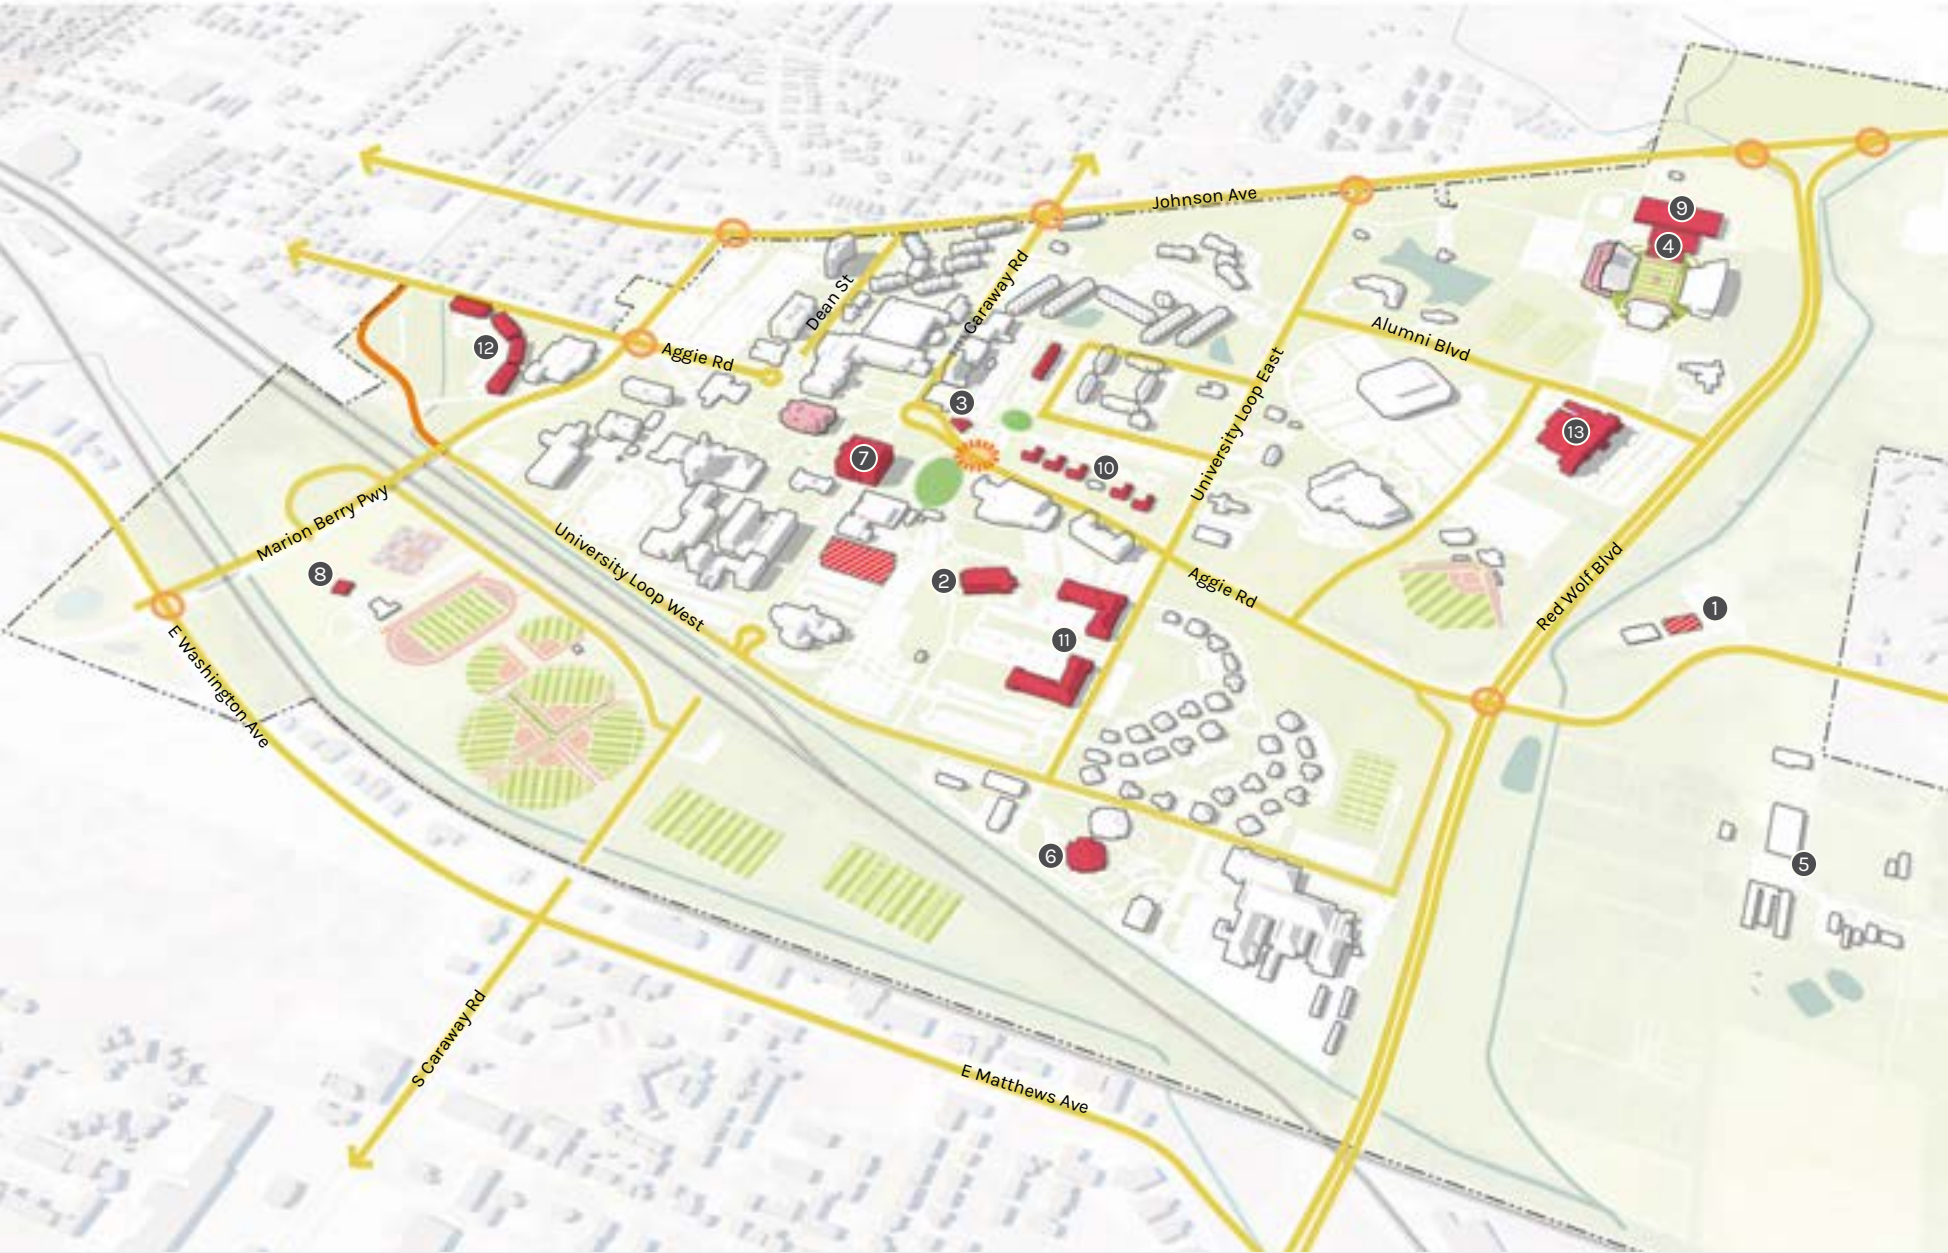 Johnson Ave
9
4
Caraway Rd
Dean St
Alumni Blvd
12
Aggie Rd
3
University Loop East
13
7
10
Marion Berry Pwy
University Loop West
8
2
Aggie Rd
Red Wolf Blvd
1
11
E Washington Ave
6
5
S Caraway Rd
E Matthews Ave